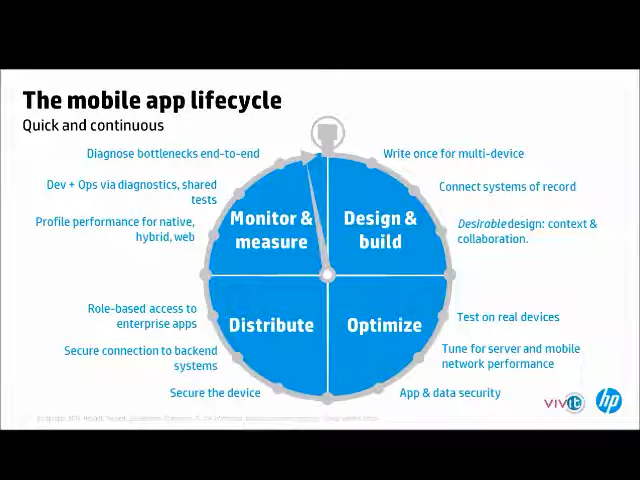 The mobile app lifecycle
Quick and continuous
Diagnose bottlenecks end-to-end
Dev + Ops via diagnostics, shared
tests
Profile performance for native,
hybrid, web
Write once for multi-device
Connect systems of record
Desirable design: context &
collaboration.
Monitor &
measure
Design &
build
Distribute
Optimize
Role-based access to
enterprise apps
Secure connection to backend
systems
Secure the device
Test on real devices
Tune for server and mobile
network performance
App & data security
VIVIT
hp